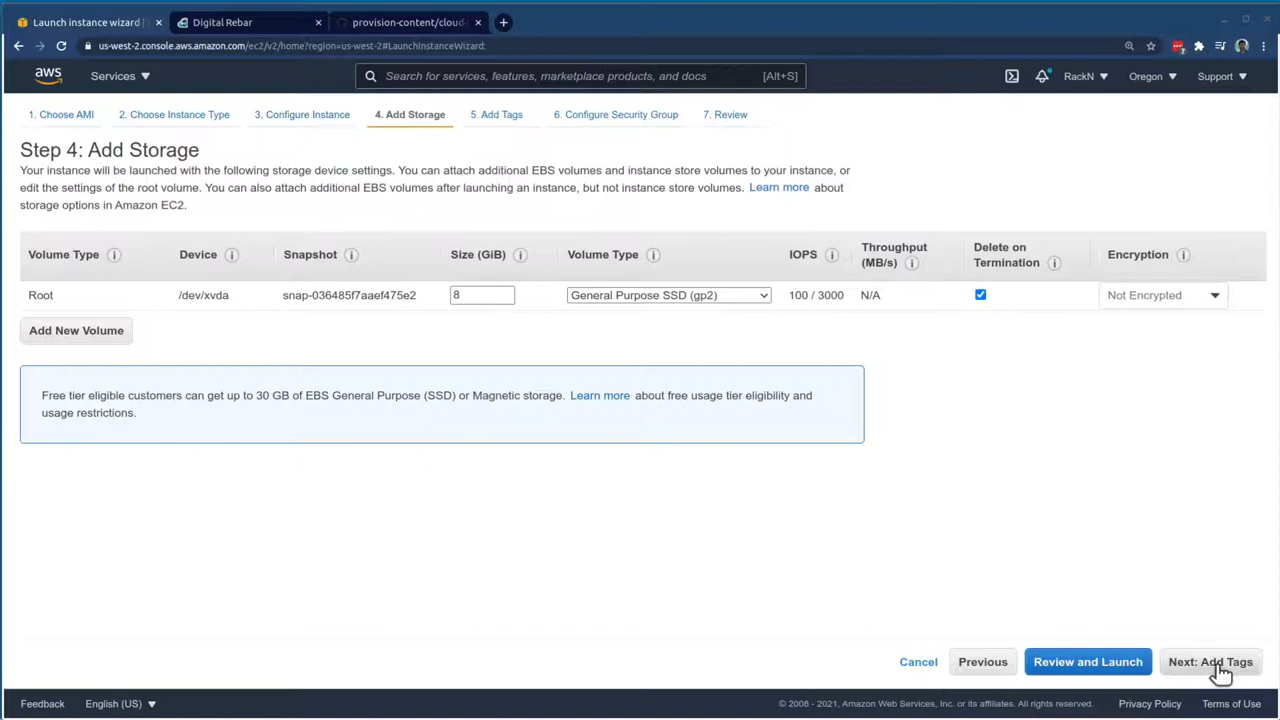 Launch instance wizard
Digital Rebar
provision-content/cloud-
us-west-2.console.aws.amazon.com/ec2/v2/home?region=us-west-2#LaunchInstanceWizard:
7
aws
Services
Search for services, features, marketplace products, and docs
[Alt+S]
RackN
Oregon
Support
1. Choose AMI
2. Choose Instance Type
3. Configure Instance
4. Add Storage
5. Add Tags
6. Configure Security Group
7. Review
Step 4: Add Storage
Your instance will be launched with the following storage device settings. You can attach additional EBS volumes and instance store volumes to your instance, or
edit the settings of the root volume. You can also attach additional EBS volumes after launching an instance, but not instance store volumes. Learn more about
storage options in Amazon EC2.
Volume Type
Device
Snapshot
Size (GiB)
Volume Type
IOPS
Throughput
(MB/s)
Delete on
Termination
Encryption
Root
/dev/xvda
snap-036485f7aaef475e2
8
General Purpose SSD (gp2)
100 / 3000
N/A
Not Encrypted
Add New Volume
Free tier eligible customers can get up to 30 GB of EBS General Purpose (SSD) or Magnetic storage. Learn more about free usage tier eligibility and
usage restrictions.
Cancel
Previous
Review and Launch
Next: Add Tags
Feedback
English (US)
© 2008 - 2021, Amazon Web Services, Inc. or its affiliates. All rights reserved.
Privacy Policy
Terms of Use